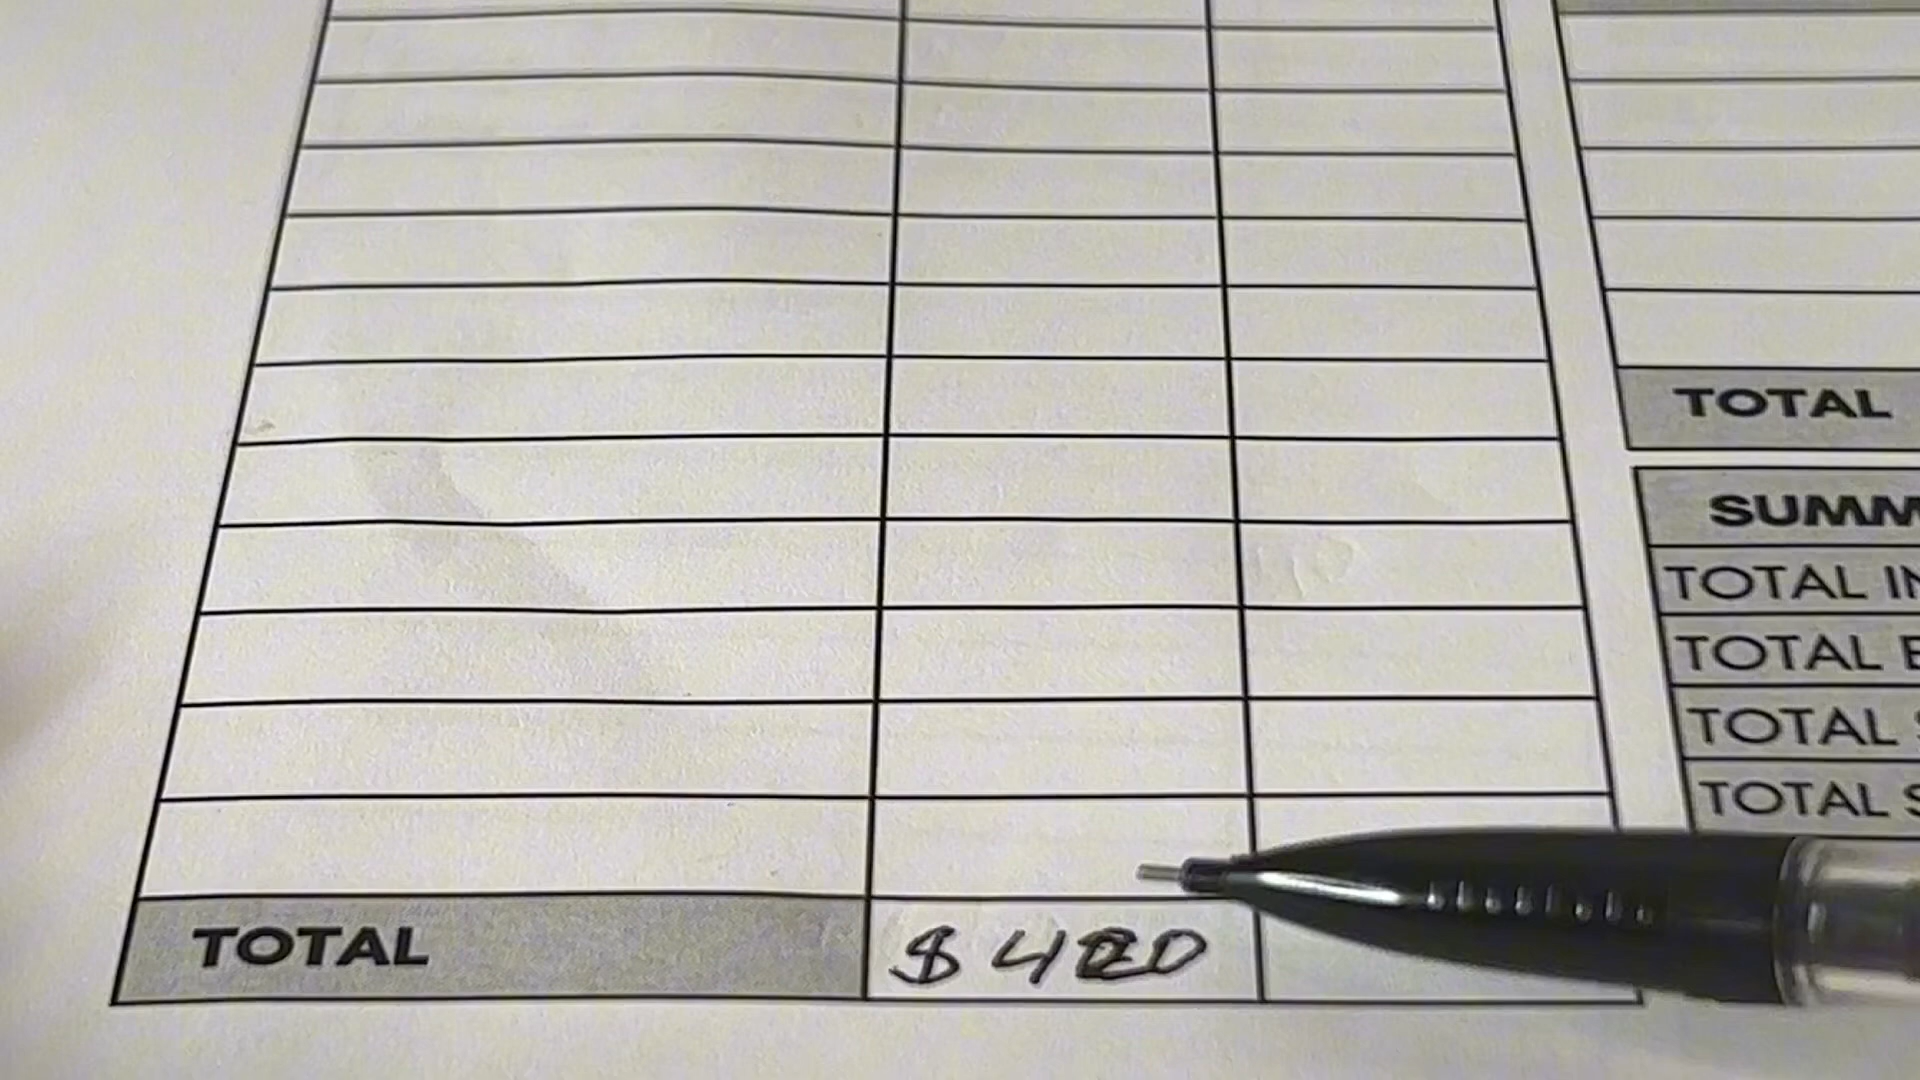 TOTAL
SUMM
TOTAL IN
TOTAL E
TOTAL S
TOTAL S
TOTAL $ 420